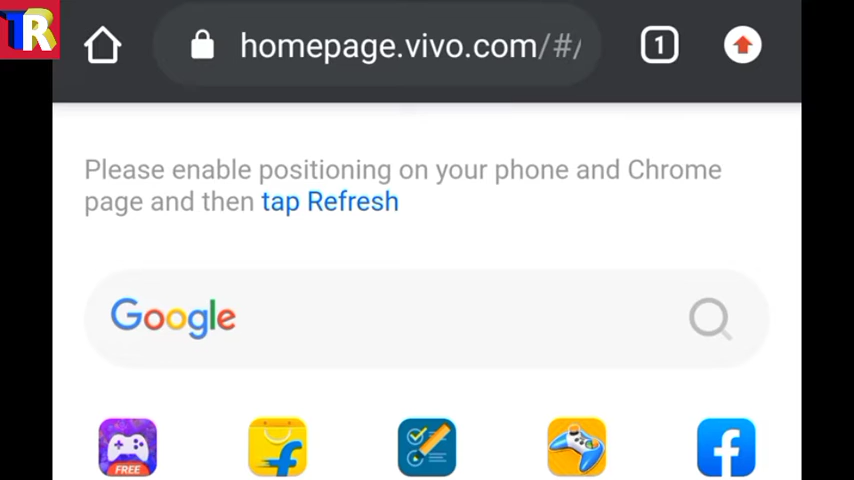 TR
homepage.vivo.com/#/
1
Please enable positioning on your phone and Chrome
page and then tap Refresh
Google
FREE